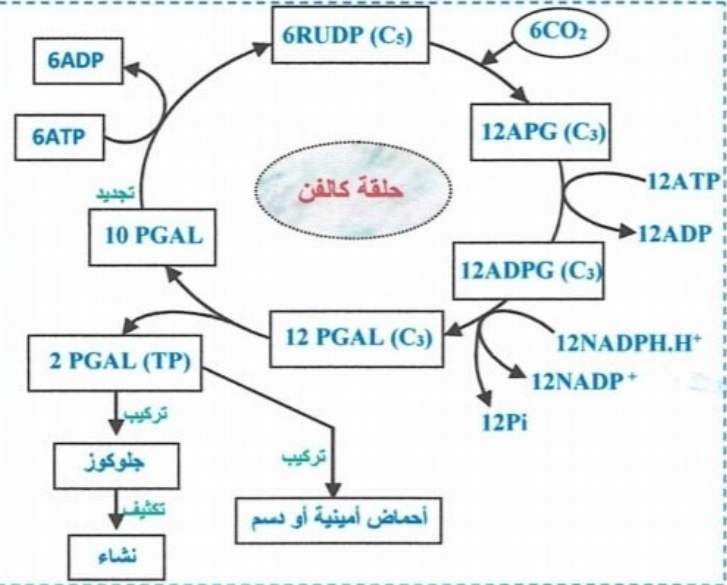 6RUDP (C₅)
6CO₂
6ADP
6ATP
12APG (C₃)
حلقة كالفن
12ATP
تجديد
12ADP
10 PGAL
12ADPG (C₃)
12 PGAL (C₃)
12NADPH.H⁺
2 PGAL (TP)
12NADP⁺
12Pi
تركيب
جلوكوز
تركيب
تكثيف
أحماض أمينية أو دسم
نشاء